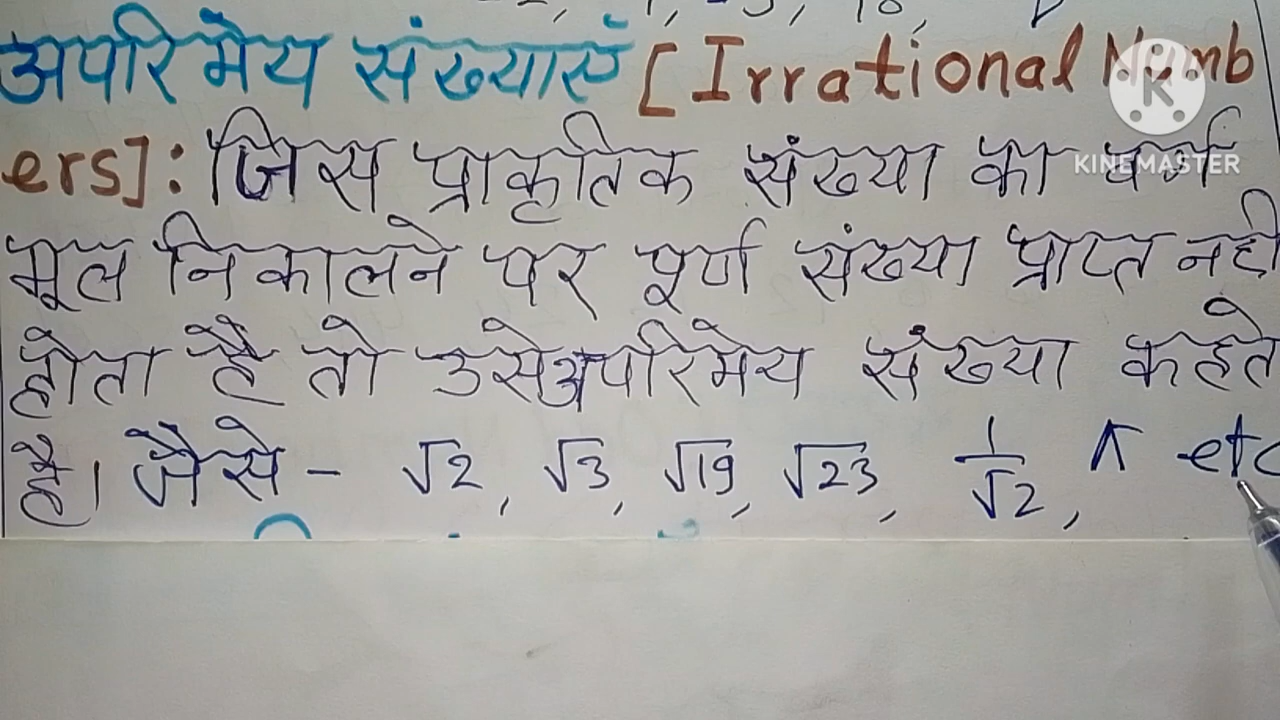 अपरिमेय संख्याएँ [Irrational Numb
ers]: जिस प्राकृतिक संख्या का वर्ग
मूल निकालने पर पूर्ण संख्या प्राप्त नही
होता है तो उसे अपरिमेय संख्या कहते
है। जैसे - √2, √3, √19, √23, 1/√2, π etc
KINEMASTER